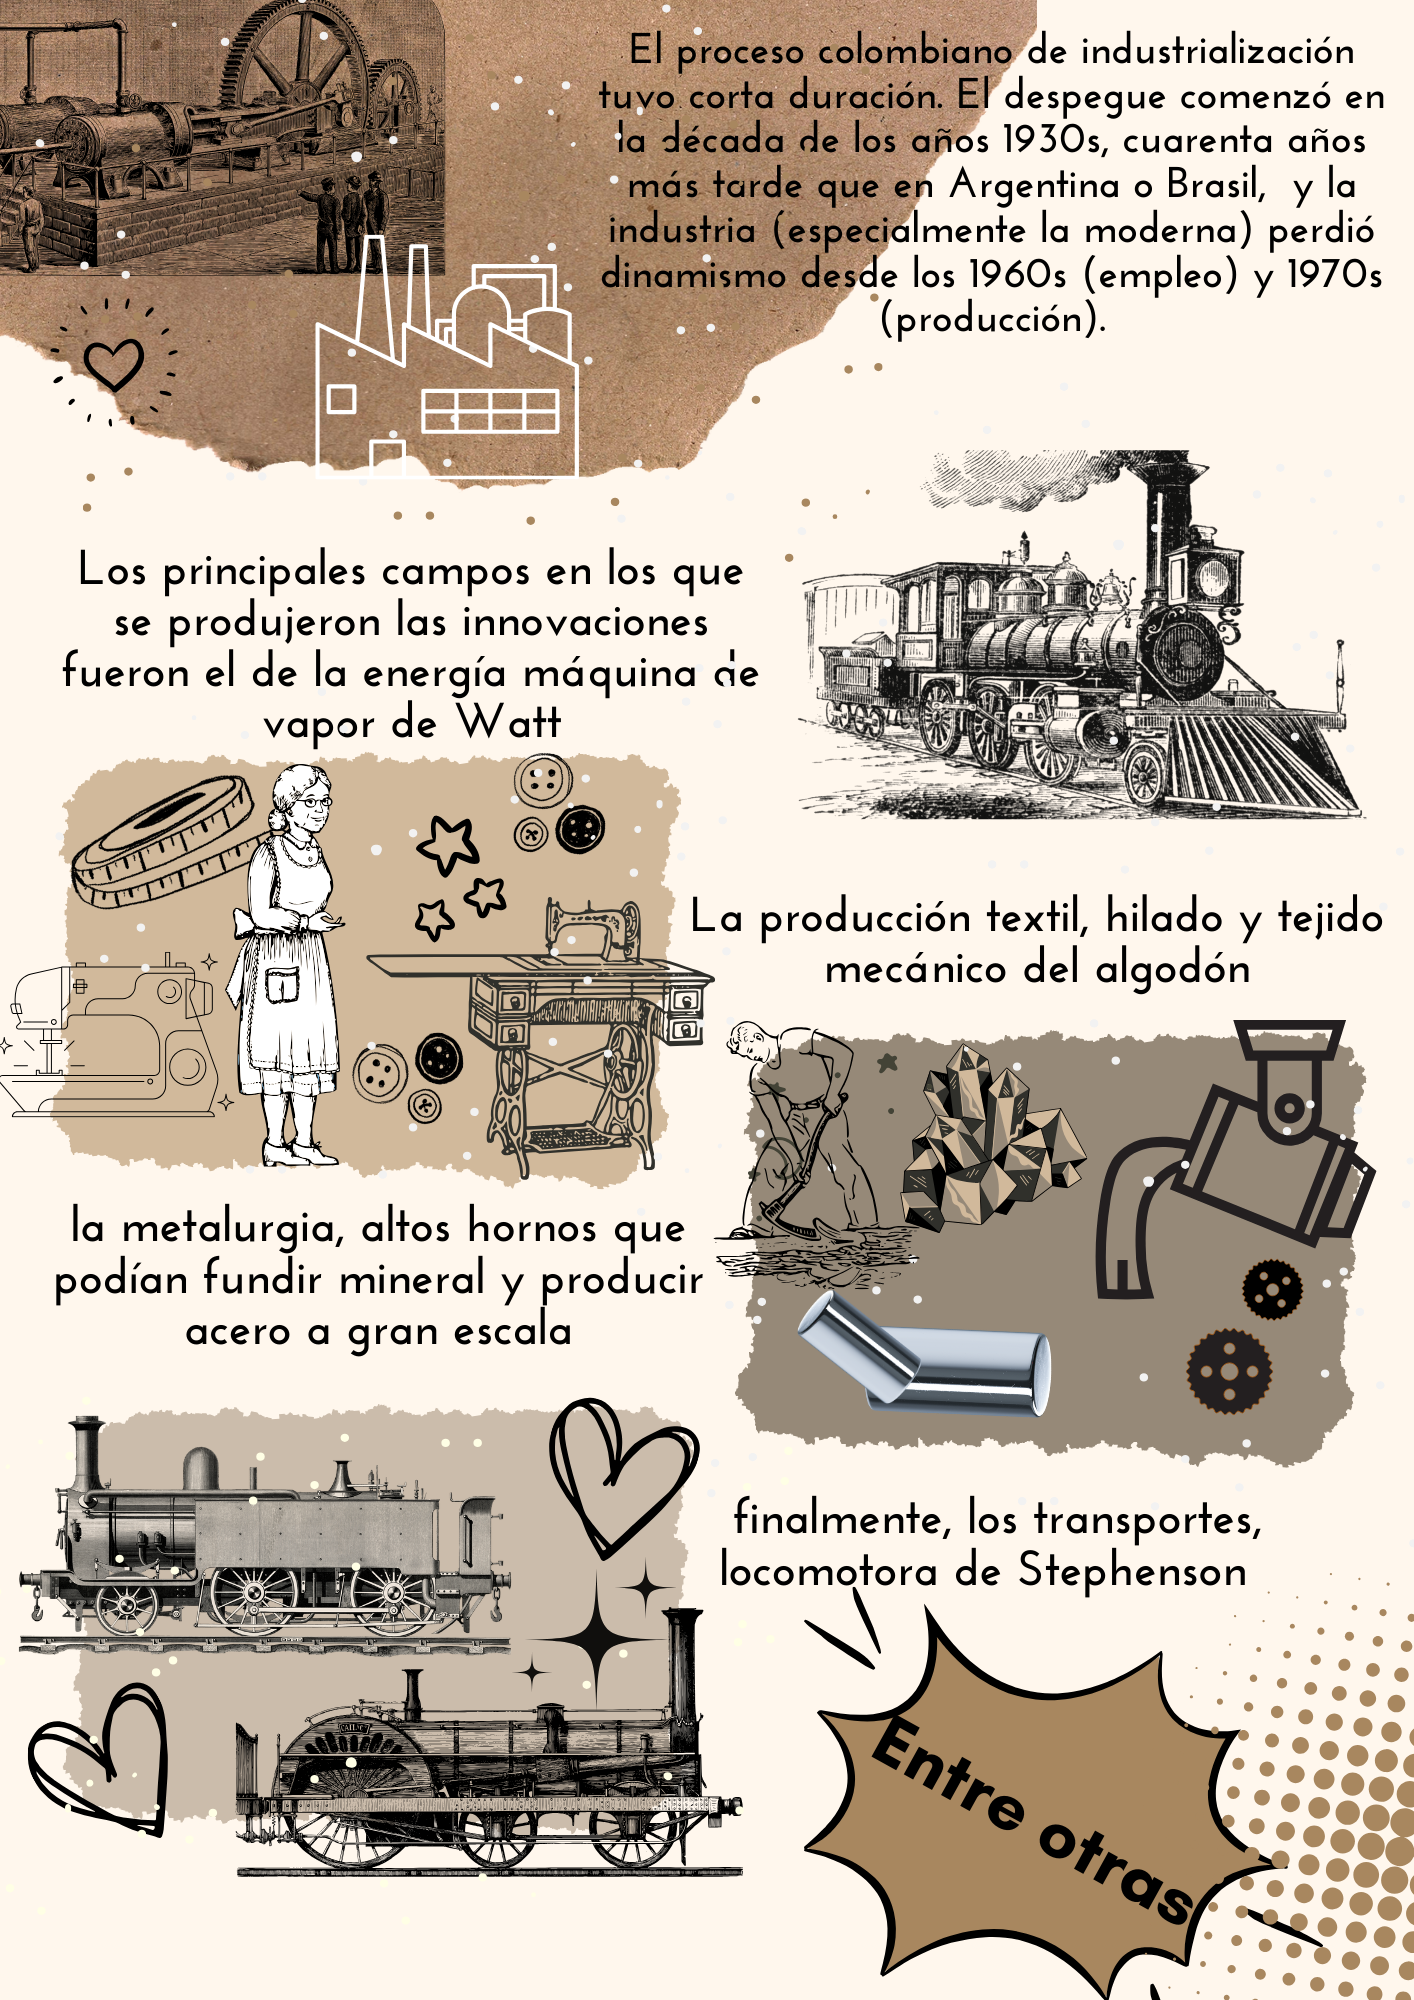 El proceso colombiano de industrialización
tuvo corta duración. El despegue comenzó en
la década de los años 1930s, cuarenta años
más tarde que en Argentina o Brasil, y la
industria (especialmente la moderna) perdió
dinamismo desde los 1960s (empleo) y 1970s
(producción).
Los principales campos en los que
se produjeron las innovaciones
fueron el de la energía máquina de
vapor de Watt
La producción textil, hilado y tejido
mecánico del algodón
la metalurgia, altos hornos que
podían fundir mineral y producir
acero a gran escala
finalmente, los transportes,
locomotora de Stephenson
Entre otras